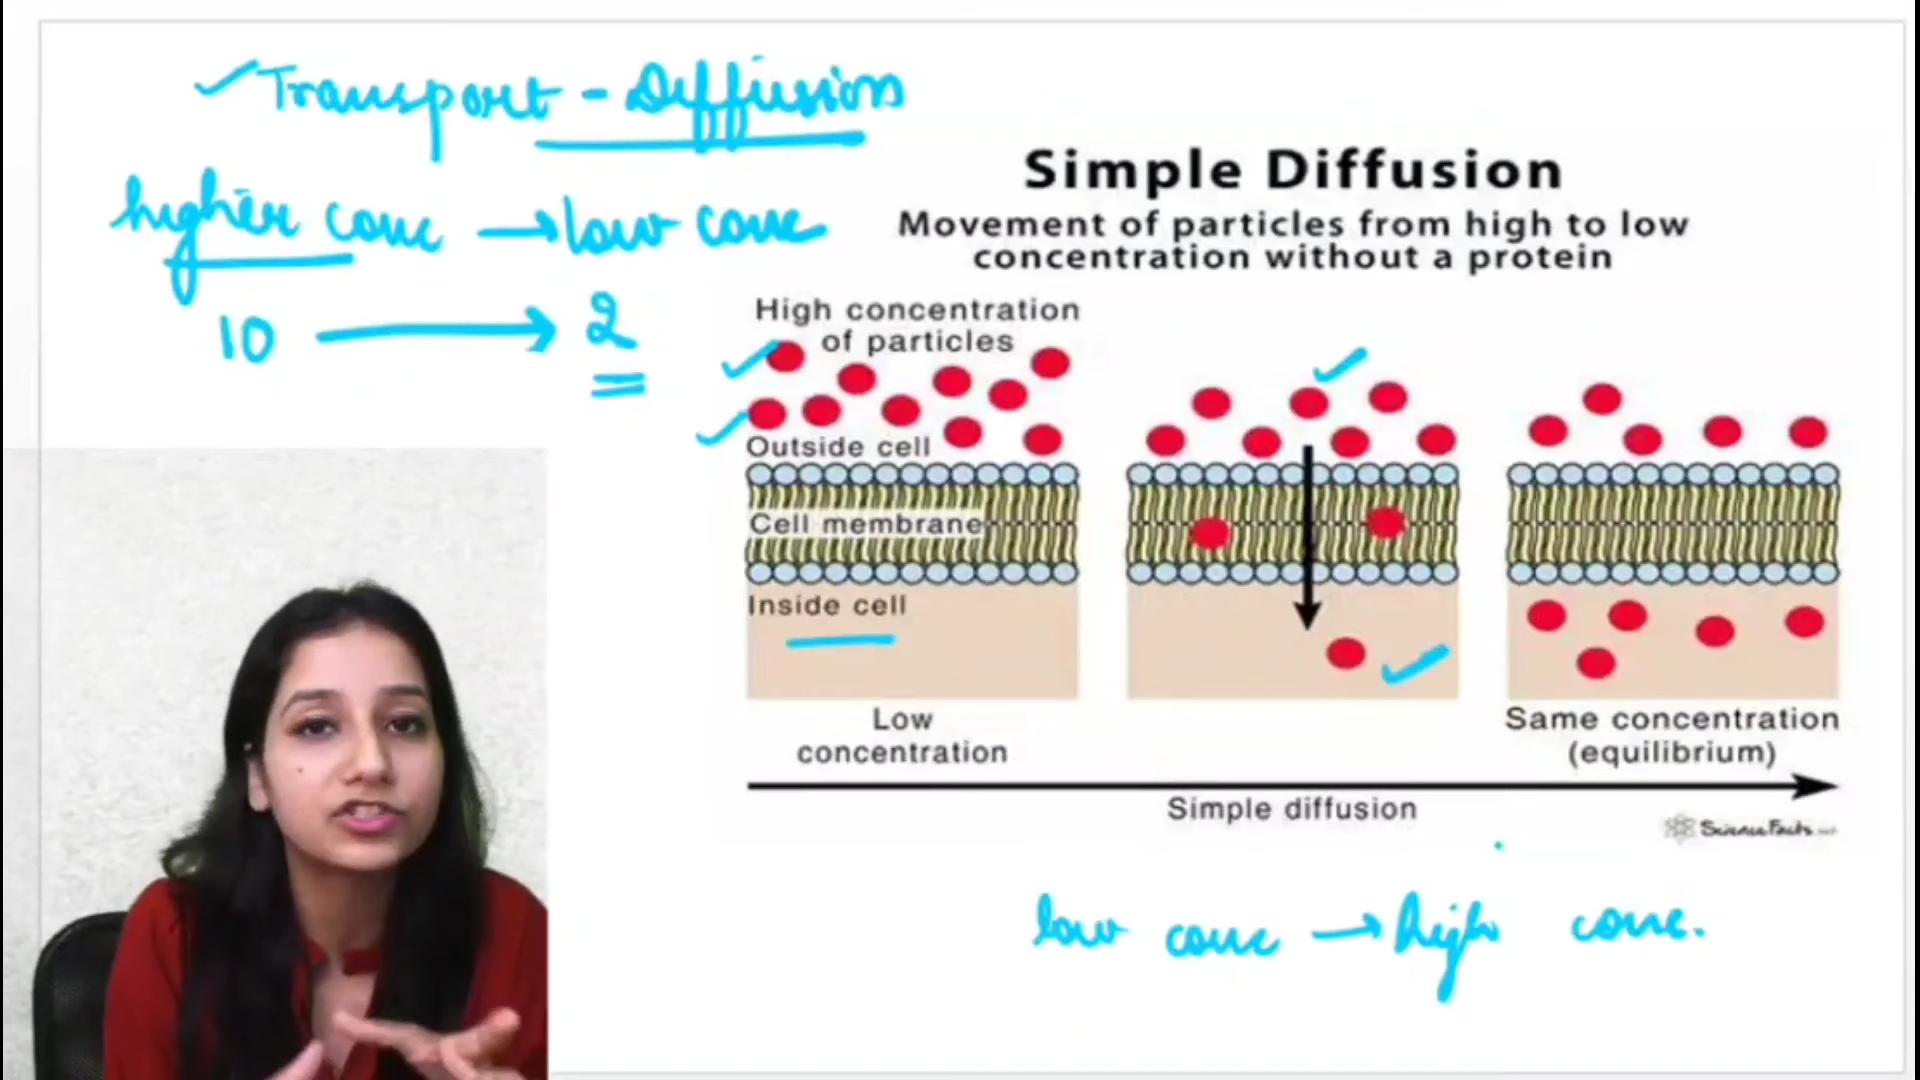 Transport - Diffusion
higher conc → low conc
10 → 2
Simple Diffusion
Movement of particles from high to low
concentration without a protein
High concentration
of particles
Outside cell
Cell membrane
Inside cell
Low
concentration
Same concentration
(equilibrium)
Simple diffusion
ScienceFacts
low conc → high conc.